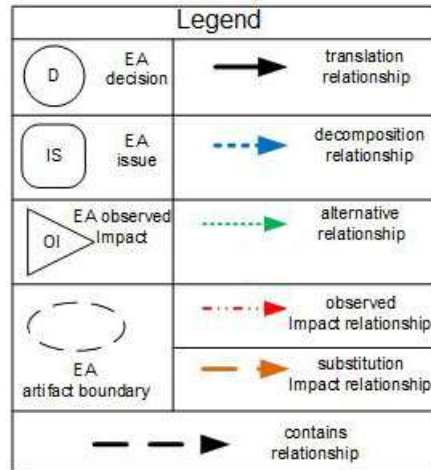 Legend
D
EA
decision
translation
relationship
IS
EA
issue
decomposition
relationship
OI
EA observed
Impact
alternative
relationship
EA
artifact boundary
observed
Impact relationship
substitution
Impact relationship
contains
relationship